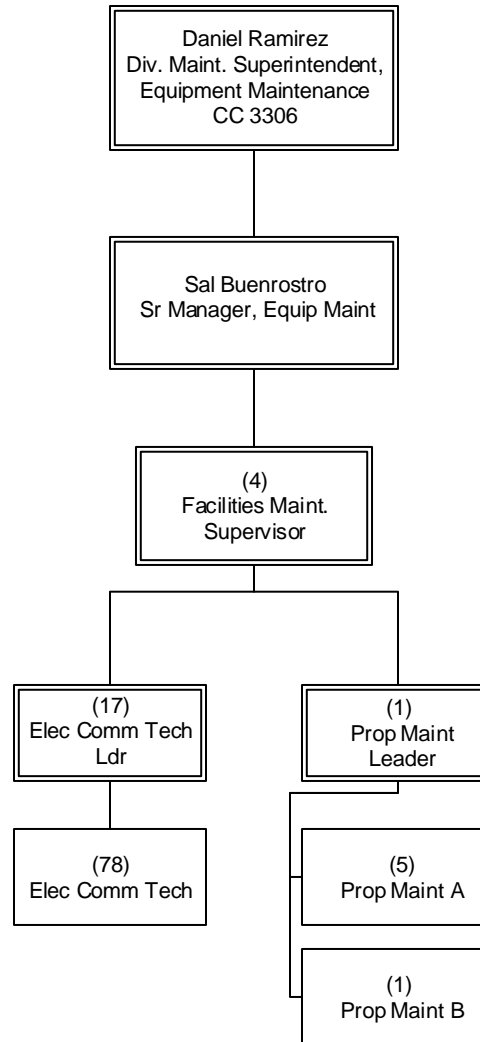 Daniel Ramirez
Div. Maint. Superintendent,
Equipment Maintenance
CC 3306
Sal Buenrostro
Sr Manager, Equip Maint
(4)
Facilities Maint.
Supervisor
(17)
Elec Comm Tech
Ldr
(78)
Elec Comm Tech
(1)
Prop Maint
Leader
(5)
Prop Maint A
(1)
Prop Maint B